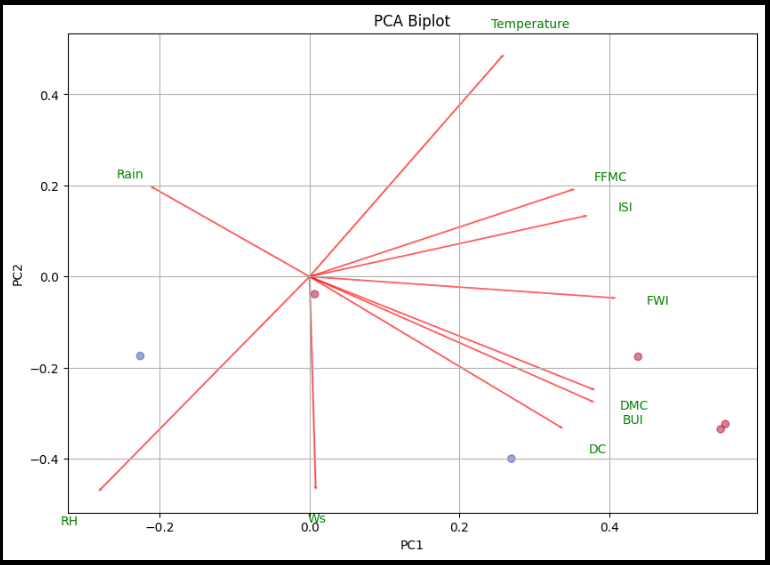 PCA Biplot
Temperature
0.4
Rain
FFMC
0.2
ISI
PC2
0.0
FWI
−0.2
DMC
BUI
DC
−0.4
RH
Ws
−0.2
0.0
0.2
0.4
PC1